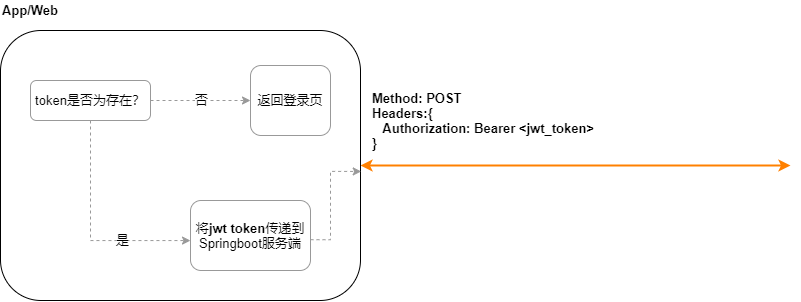 App/Web
token是否为存在?
否
返回登录页
Method: POST
Headers:{
Authorization: Bearer <jwt_token>
}
将jwt token传递到
Springboot服务端
是